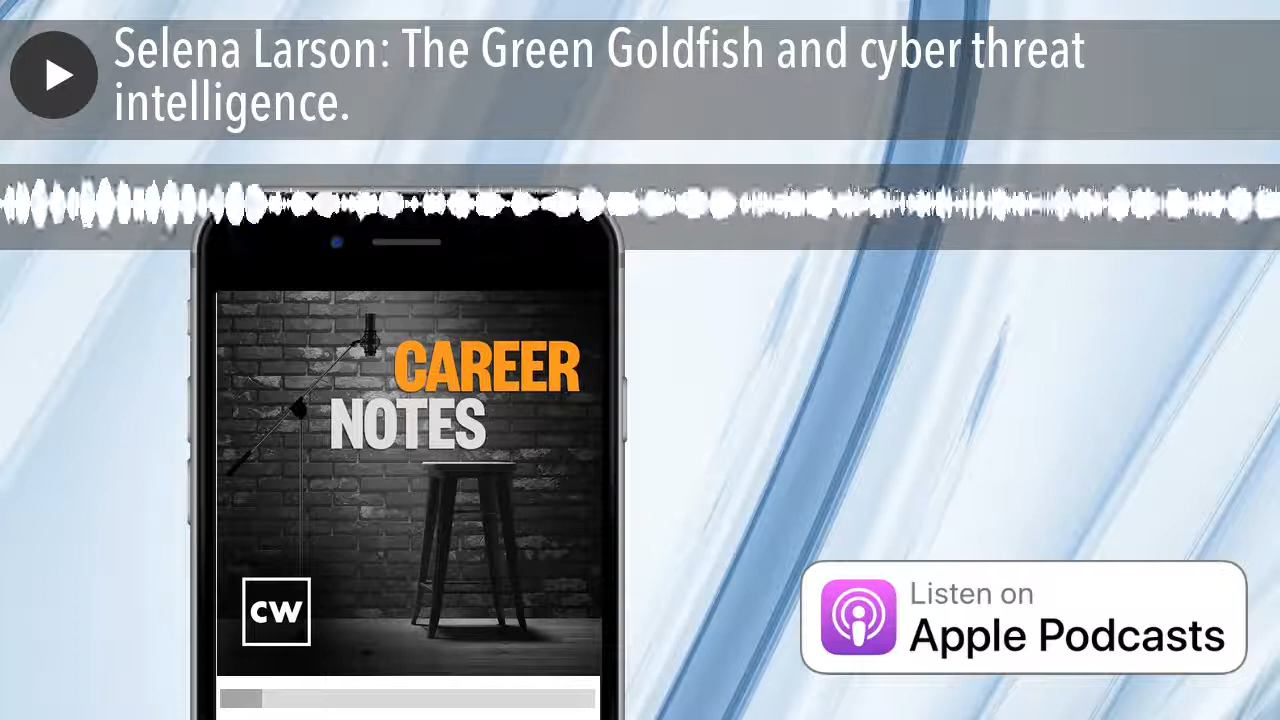 Selena Larson: The Green Goldfish and cyber threat
intelligence.
CAREER
NOTES
CW
Listen on
Apple Podcasts